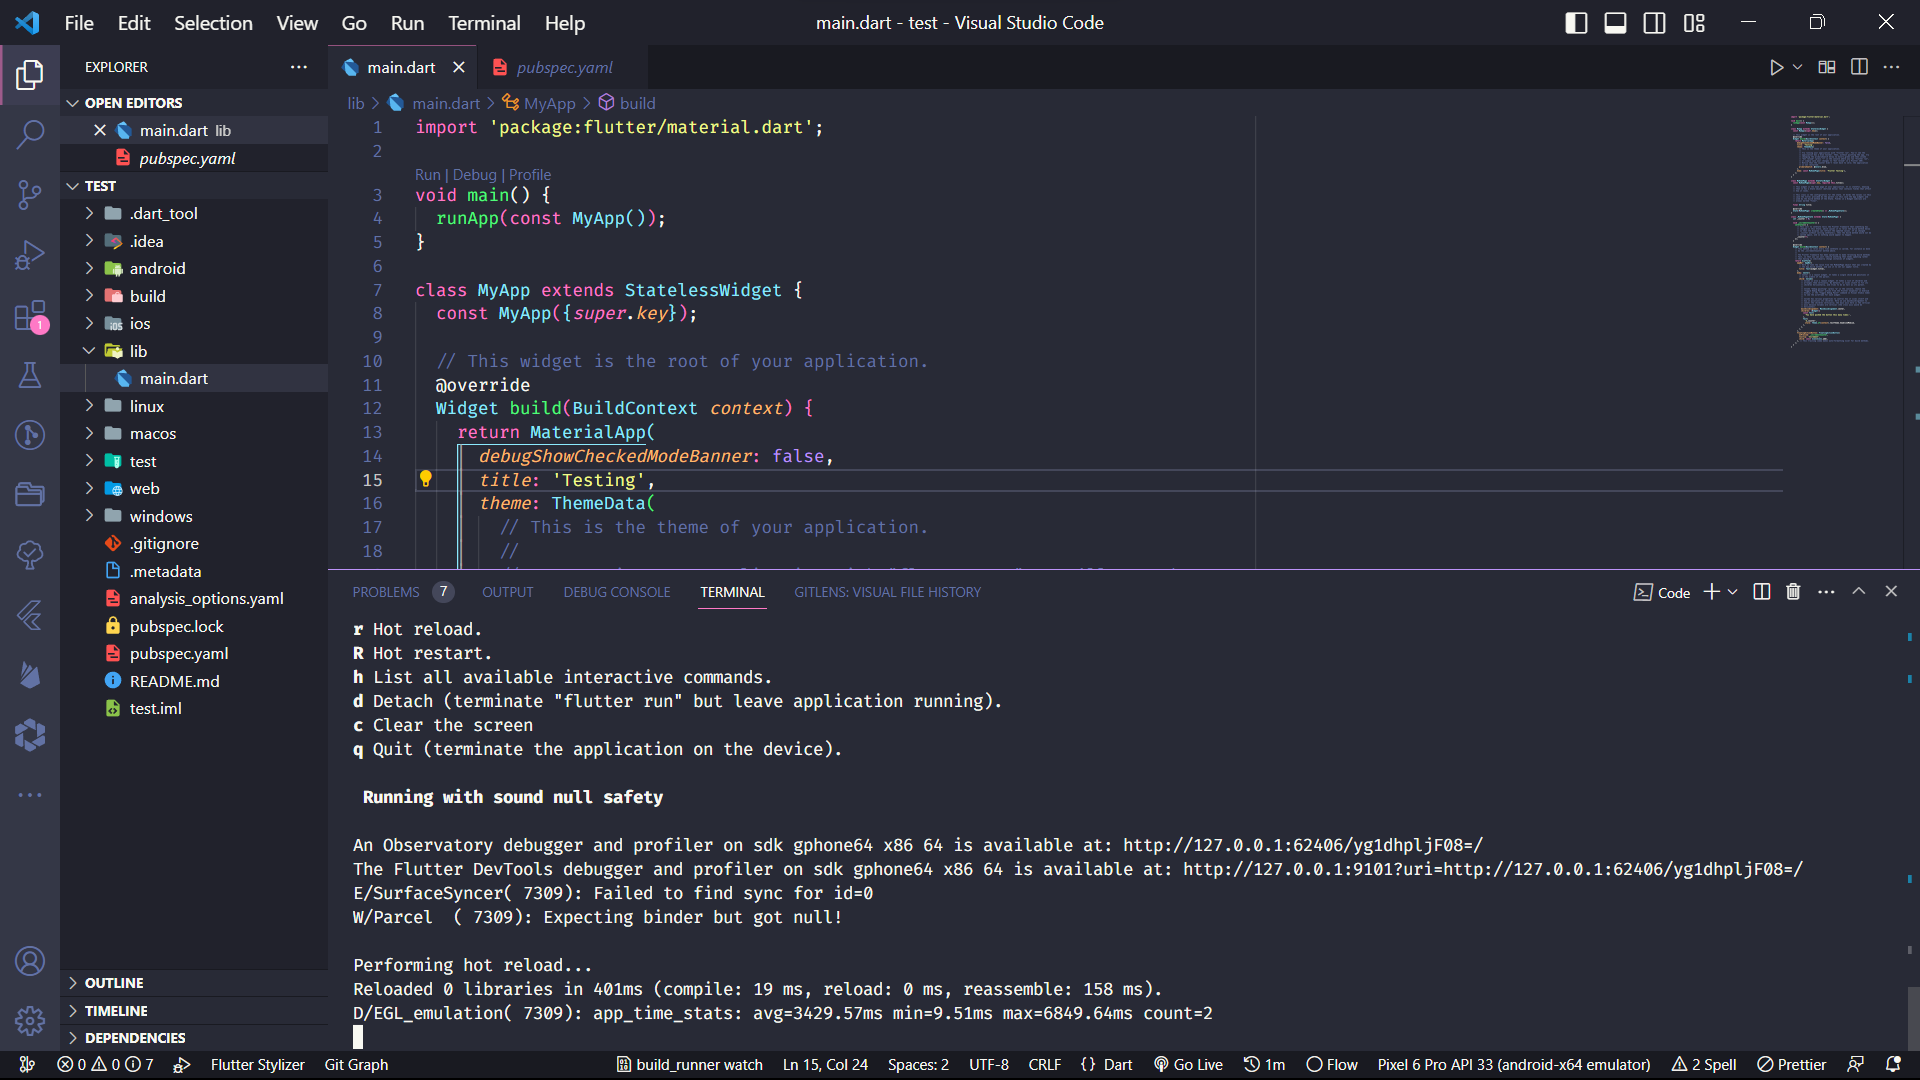 File Edit Selection View Go Run Terminal Help
main.dart - test - Visual Studio Code
EXPLORER
OPEN EDITORS
main.dart lib
pubspec.yaml
TEST
.dart_tool
.idea
android
build
ios
lib
main.dart
linux
macos
test
web
windows
.gitignore
.metadata
analysis_options.yaml
pubspec.lock
pubspec.yaml
README.md
test.iml
OUTLINE
TIMELINE
DEPENDENCIES
1
main.dart
pubspec.yaml
lib > main.dart > MyApp > build
1 import 'package:flutter/material.dart';
2
Run | Debug | Profile
3 void main() {
4 runApp(const MyApp());
5 }
6
7 class MyApp extends StatelessWidget {
8 const MyApp({super.key});
9
10 // This widget is the root of your application.
11 @override
12 Widget build(BuildContext context) {
13 return MaterialApp(
14 debugShowCheckedModeBanner: false,
15 title: 'Testing',
16 theme: ThemeData(
17 // This is the theme of your application.
18 //
PROBLEMS 7 OUTPUT DEBUG CONSOLE TERMINAL GITLENS: VISUAL FILE HISTORY
Code
r Hot reload.
R Hot restart.
h List all available interactive commands.
d Detach (terminate "flutter run" but leave application running).
c Clear the screen
q Quit (terminate the application on the device).
Running with sound null safety
An Observatory debugger and profiler on sdk gphone64 x86 64 is available at: http://127.0.0.1:62406/yg1dhpljF08=/
The Flutter DevTools debugger and profiler on sdk gphone64 x86 64 is available at: http://127.0.0.1:9101?uri=http://127.0.0.1:62406/yg1dhpljF08=/
E/SurfaceSyncer( 7309): Failed to find sync for id=0
W/Parcel  ( 7309): Expecting binder but got null!
Performing hot reload...
Reloaded 0 libraries in 401ms (compile: 19 ms, reload: 0 ms, reassemble: 158 ms).
D/EGL_emulation( 7309): app_time_stats: avg=3429.57ms min=9.51ms max=6849.64ms count=2
0 0 7 Flutter Stylizer Git Graph build_runner watch Ln 15, Col 24 Spaces: 2 UTF-8 CRLF {} Dart Go Live 1m Flow Pixel 6 Pro API 33 (android-x64 emulator) 2 Spell Prettier